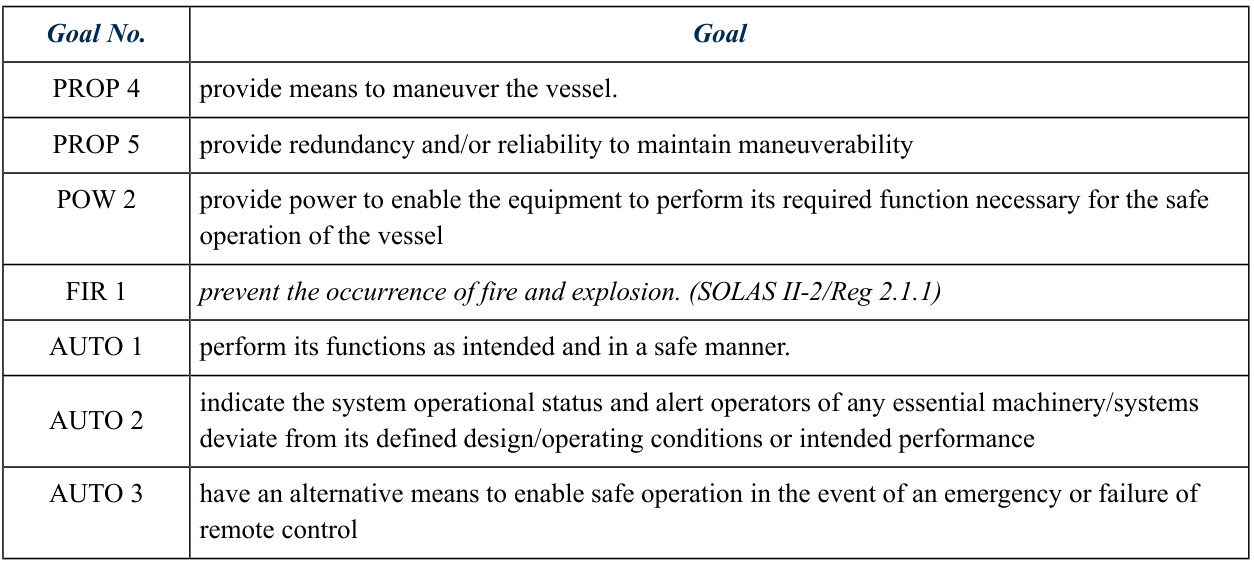 Goal No. Goal
PROP 4 provide means to maneuver the vessel.
PROP 5 provide redundancy and/or reliability to maintain maneuverability
POW 2 provide power to enable the equipment to perform its required function necessary for the safe
operation of the vessel
FIR 1 prevent the occurrence of fire and explosion. (SOLAS II-2/Reg 2.1.1)
AUTO 1 perform its functions as intended and in a safe manner.
AUTO 2 indicate the system operational status and alert operators of any essential machinery/systems
deviate from its defined design/operating conditions or intended performance
AUTO 3 have an alternative means to enable safe operation in the event of an emergency or failure of
remote control